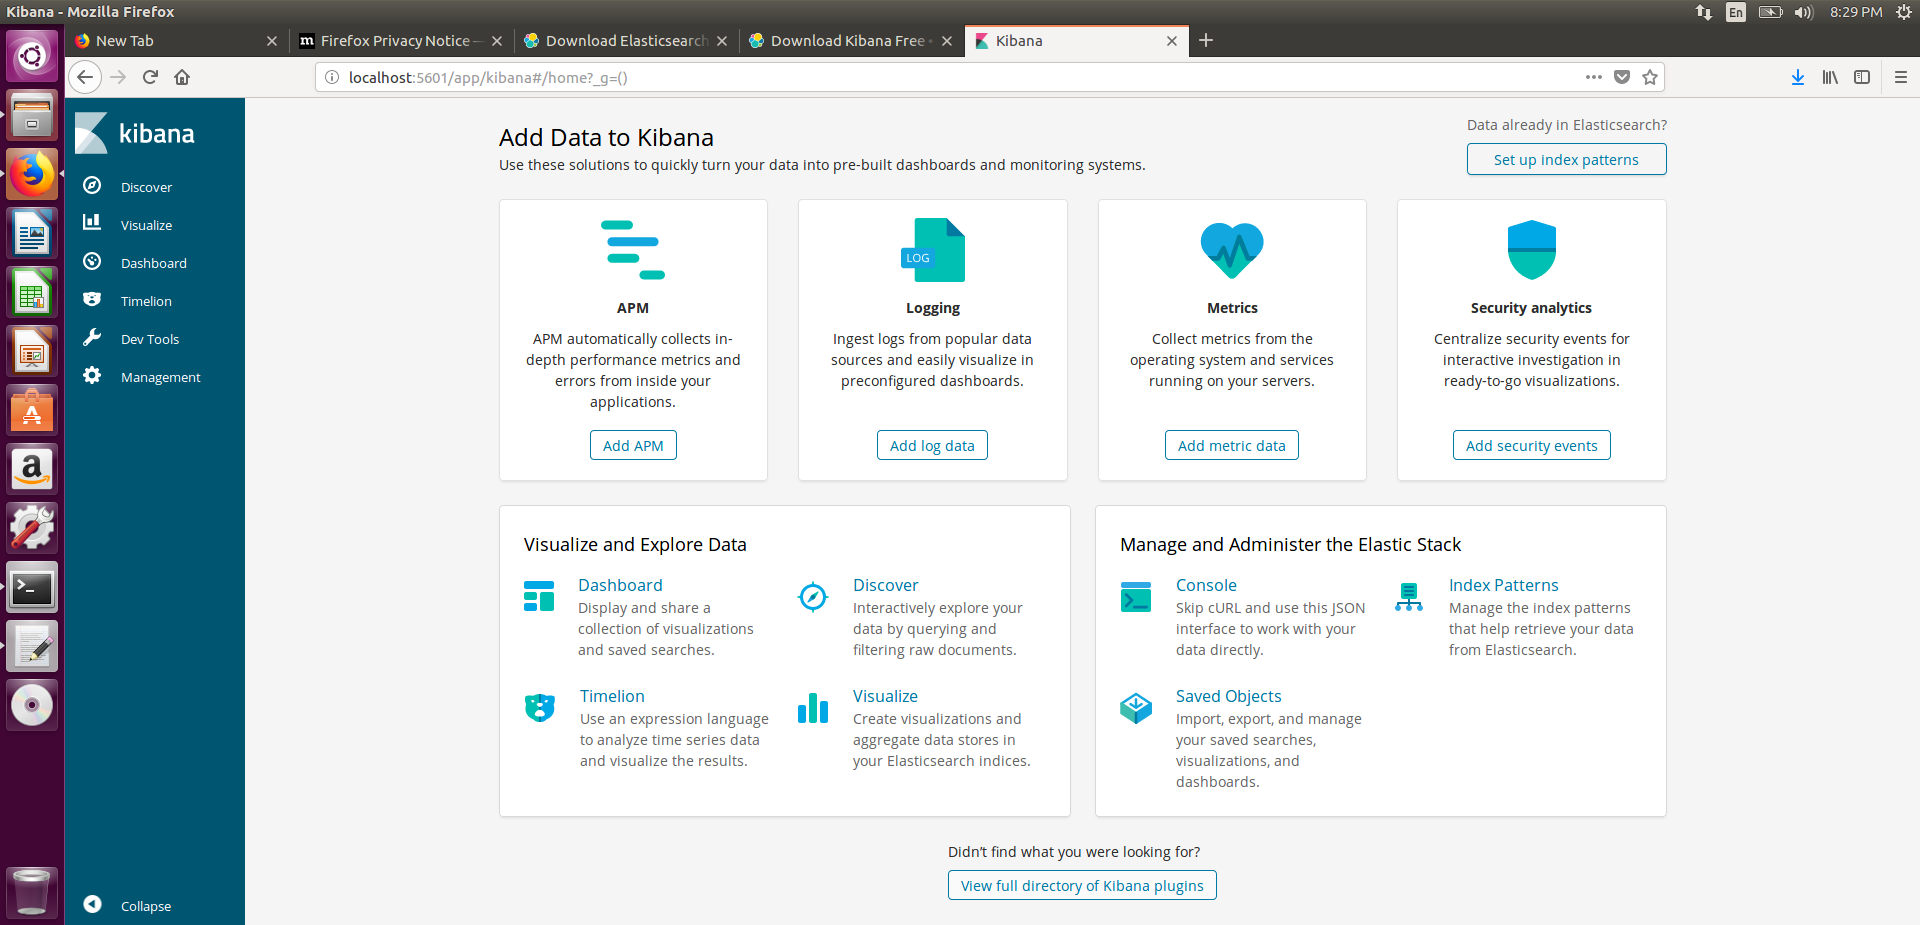 Kibana - Mozilla Firefox
En
8:29 PM
New Tab
Firefox Privacy Notice —
Download Elasticsearch
Download Kibana Free •
Kibana
localhost:5601/app/kibana#/home?_g=()
kibana
Discover
Visualize
Dashboard
Timelion
Dev Tools
Management
Collapse
Add Data to Kibana
Use these solutions to quickly turn your data into pre-built dashboards and monitoring systems.
Data already in Elasticsearch?
Set up index patterns
APM
APM automatically collects in-
depth performance metrics and
errors from inside your
applications.
Add APM
LOG
Logging
Ingest logs from popular data
sources and easily visualize in
preconfigured dashboards.
Add log data
Metrics
Collect metrics from the
operating system and services
running on your servers.
Add metric data
Security analytics
Centralize security events for
interactive investigation in
ready-to-go visualizations.
Add security events
Visualize and Explore Data
Dashboard
Display and share a
collection of visualizations
and saved searches.
Discover
Interactively explore your
data by querying and
filtering raw documents.
Timelion
Use an expression language
to analyze time series data
and visualize the results.
Visualize
Create visualizations and
aggregate data stores in
your Elasticsearch indices.
Manage and Administer the Elastic Stack
Console
Skip cURL and use this JSON
interface to work with your
data directly.
Index Patterns
Manage the index patterns
that help retrieve your data
from Elasticsearch.
Saved Objects
Import, export, and manage
your saved searches,
visualizations, and
dashboards.
Didn't find what you were looking for?
View full directory of Kibana plugins